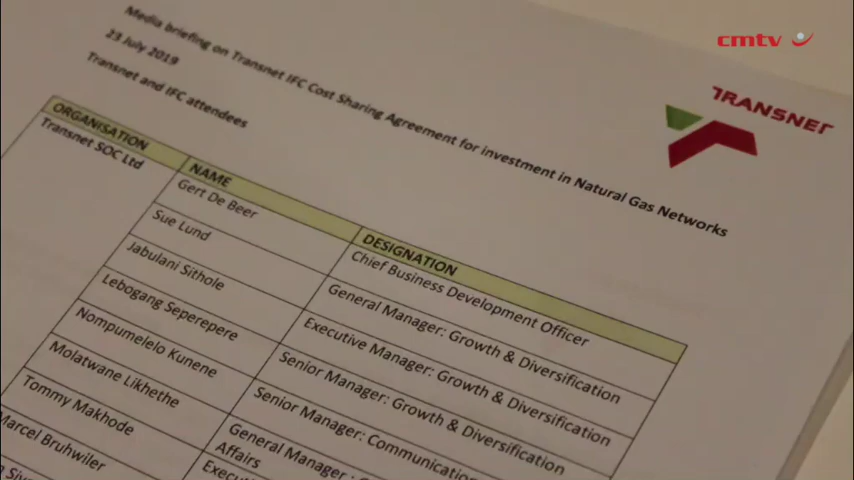 cmtv
TRANSNET
Media briefing on Transnet IFC Cost Sharing Agreement for investment in Natural Gas Networks
23 July 2019
Transnet and IFC attendees
ORGANISATION NAME DESIGNATION
Transnet SOC Ltd Gert De Beer Chief Business Development Officer
Sue Lund General Manager: Growth & Diversification
Jabulani Sithole Executive Manager: Growth & Diversification
Lebogang Seperepere Senior Manager: Growth & Diversification
Nompumelelo Kunene Senior Manager: Communication
Molatwane Likhethe General Manager :
Affairs
Tommy Makhode Executive
Marcel Bruhwiler